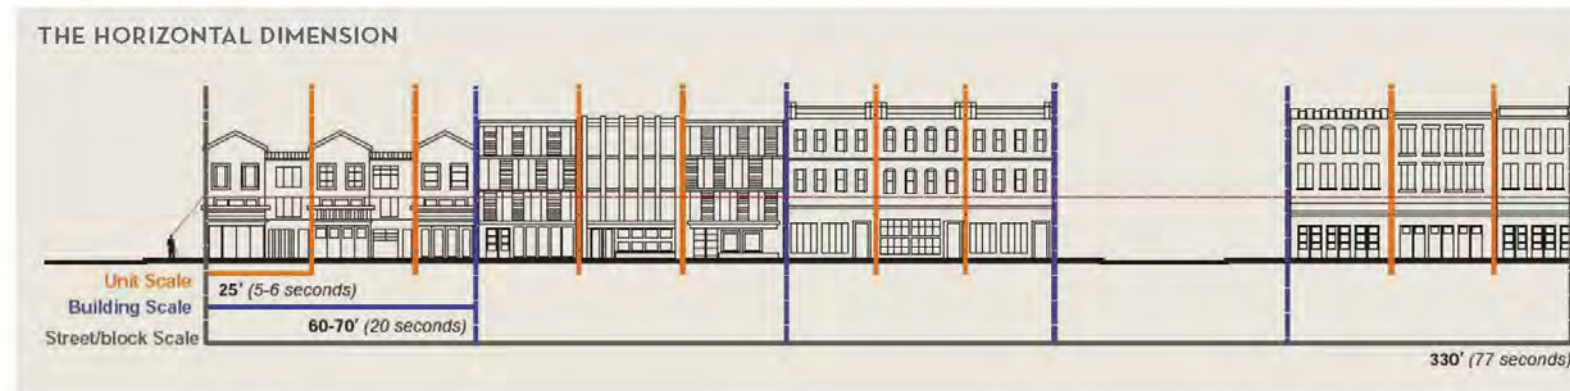 THE HORIZONTAL DIMENSION
Unit Scale
25' (5-6 seconds)
Building Scale
60-70' (20 seconds)
Street/block Scale
330' (77 seconds)